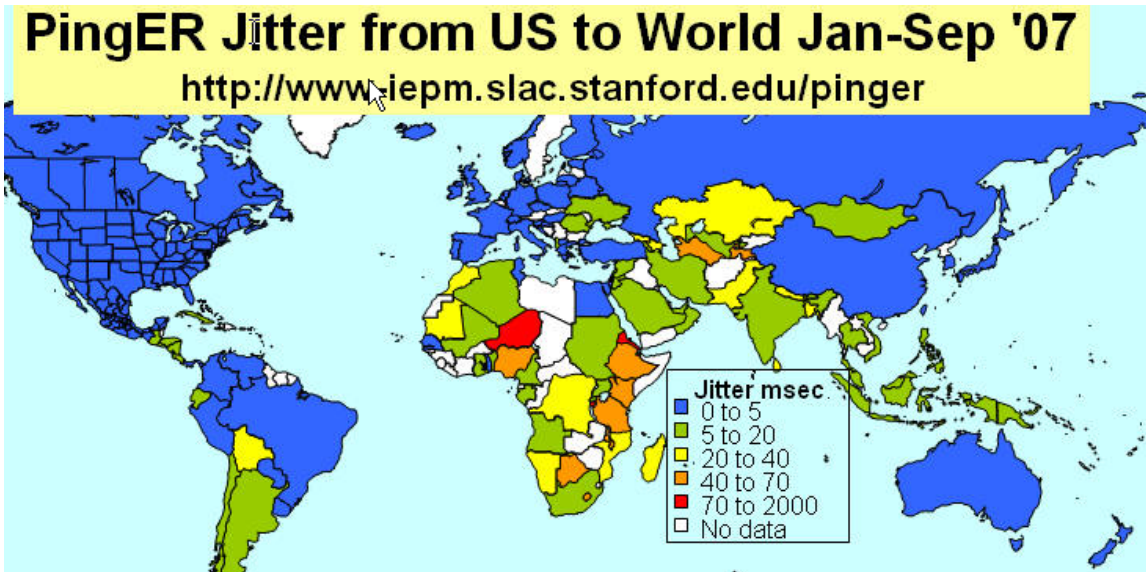 PingER Jitter from US to World Jan-Sep '07
http://www-iepm.slac.stanford.edu/pinger
Jitter msec
0 to 5
5 to 20
20 to 40
40 to 70
70 to 2000
No data